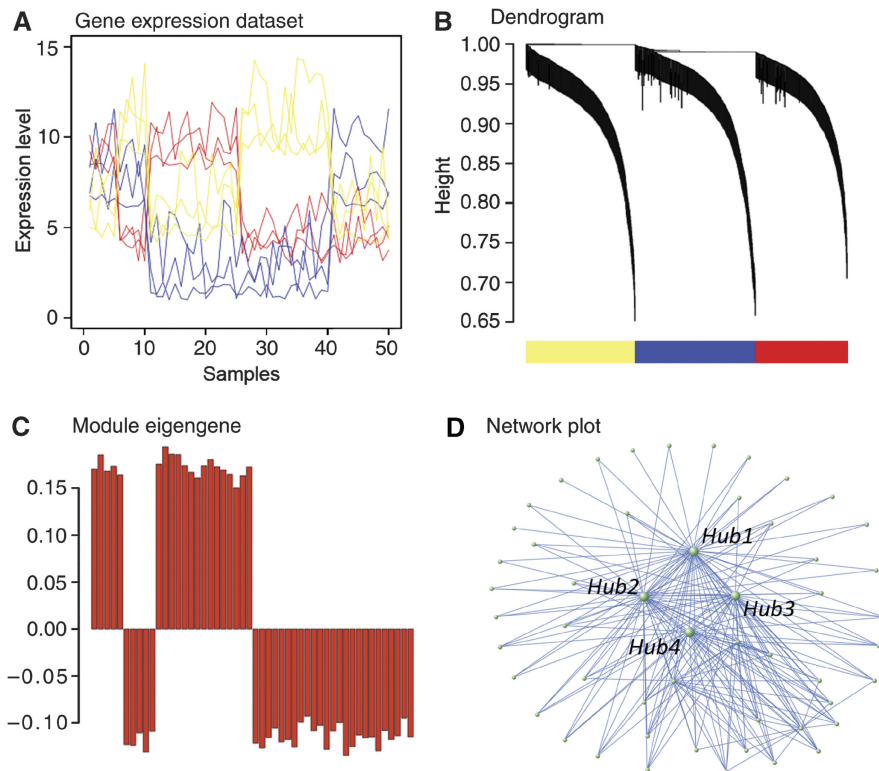 A Gene expression dataset
Expression level
15
10
5
0
0 10 20 30 40 50
Samples
B Dendrogram
Height
1.00
0.95
0.90
0.85
0.80
0.75
0.70
0.65
C Module eigengene
0.15
0.10
0.05
0.00
−0.05
−0.10
D Network plot
Hub1
Hub2
Hub3
Hub4